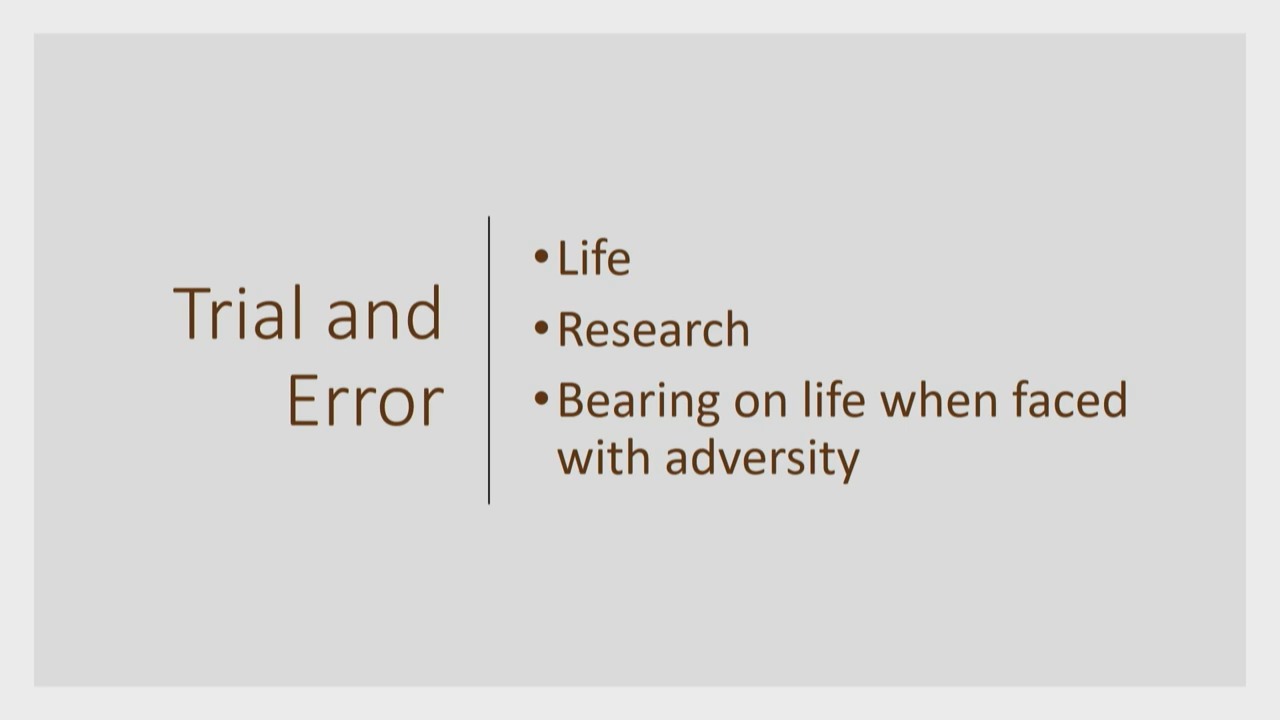 Trial and
Error
• Life
• Research
• Bearing on life when faced
with adversity